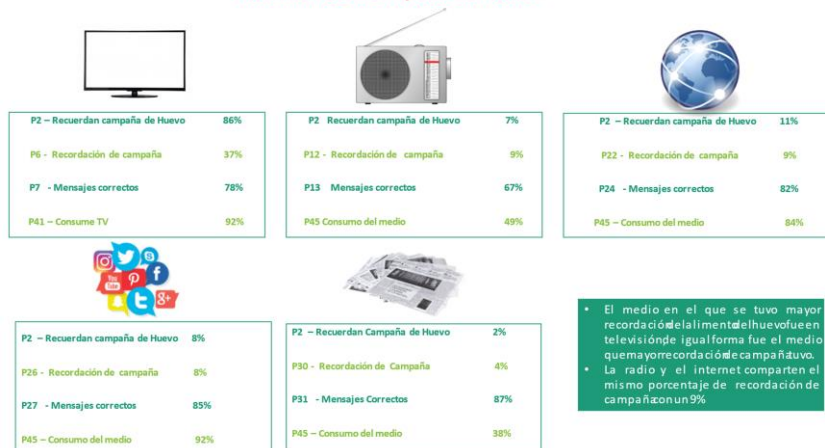 P2 – Recuerdan campaña de Huevo 86%
P6 - Recordación de campaña 37%
P7 - Mensajes correctos 78%
P41 – Consume TV 92%
P2 Recuerdan campaña de Huevo 7%
P12 - Recordación de campaña 9%
P13 Mensajes correctos 67%
P45 Consumo del medio 49%
P2 – Recuerdan campaña de Huevo 11%
P22 - Recordación de campaña 9%
P24 - Mensajes correctos 82%
P45 – Consumo del medio 84%
You Tube
g+
P2 – Recuerdan campaña de Huevo 8%
P26 - Recordación de campaña 8%
P27 - Mensajes correctos 85%
P45 – Consumo del medio 92%
P2 – Recuerdan Campaña de Huevo 2%
P30 - Recordación de Campaña 4%
P31 - Mensajes Correctos 87%
P45 – Consumo del medio 38%
• El medio en el que se tuvo mayor
recordación del alimento del huevo fue en
televisión, de igual forma fue el medio
que mayor recordación de campaña tuvo.
• La radio y el internet comparten el
mismo porcentaje de recordación de
campaña con un 9%